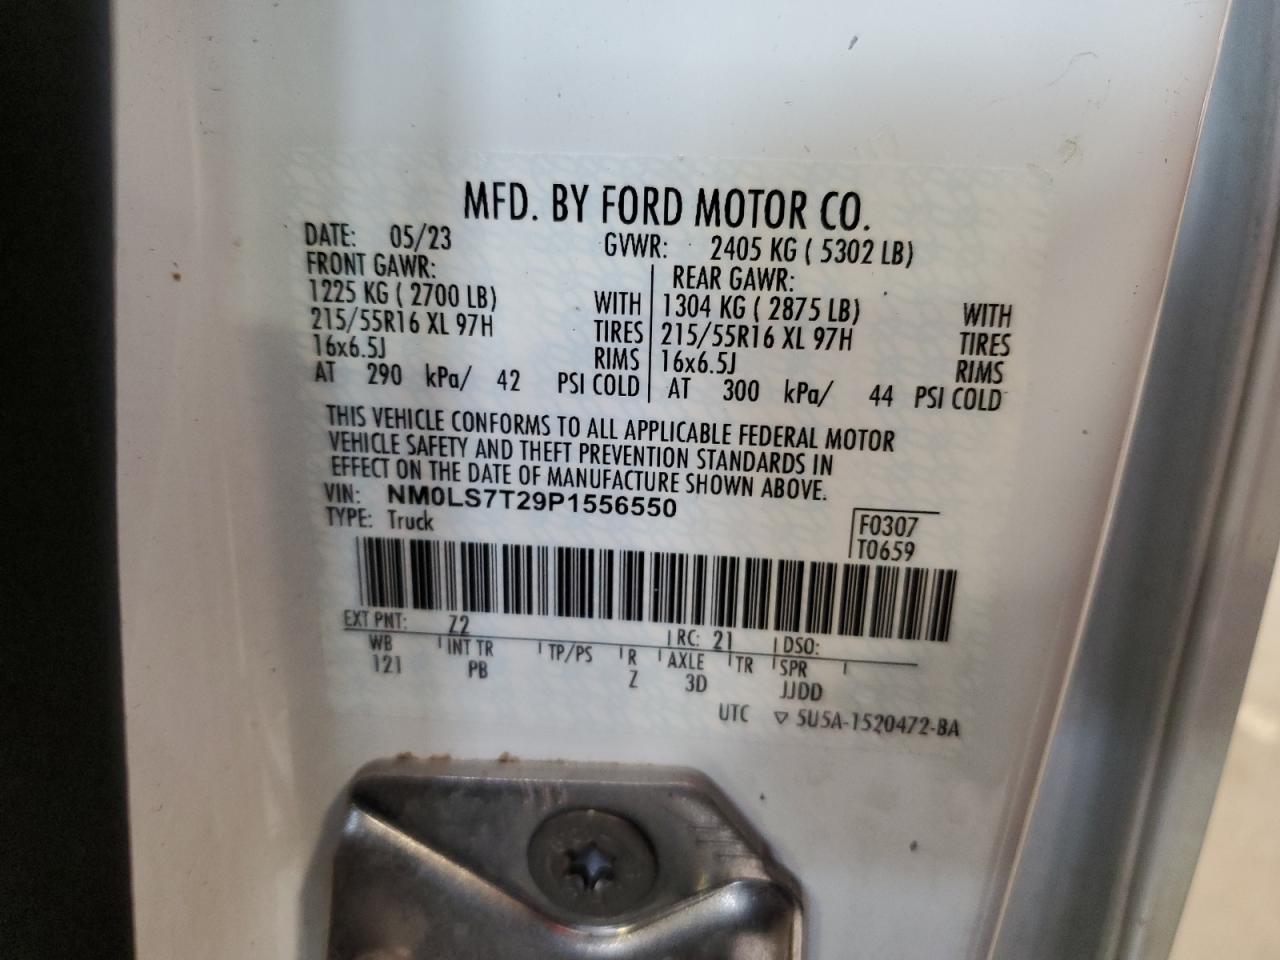 MFD. BY FORD MOTOR CO.
DATE: 05/23 GVWR: 2405 KG ( 5302 LB)
FRONT GAWR: REAR GAWR:
1225 KG ( 2700 LB) WITH 1304 KG ( 2875 LB) WITH
215/55R16 XL 97H TIRES 215/55R16 XL 97H TIRES
16x6.5J RIMS 16x6.5J RIMS
AT 290 kPa/ 42 PSI COLD AT 300 kPa/ 44 PSI COLD
THIS VEHICLE CONFORMS TO ALL APPLICABLE FEDERAL MOTOR
VEHICLE SAFETY AND THEFT PREVENTION STANDARDS IN
EFFECT ON THE DATE OF MANUFACTURE SHOWN ABOVE.
VIN: NM0LS7T29P1556550
TYPE: Truck F0307
T0659
EXT PNT: Z2 RC: 21 DSO:
WB INT TR TP/PS R AXLE TR SPR
121 PB Z 3D JJDD
UTC ▽ 5U5A-1520472-BA